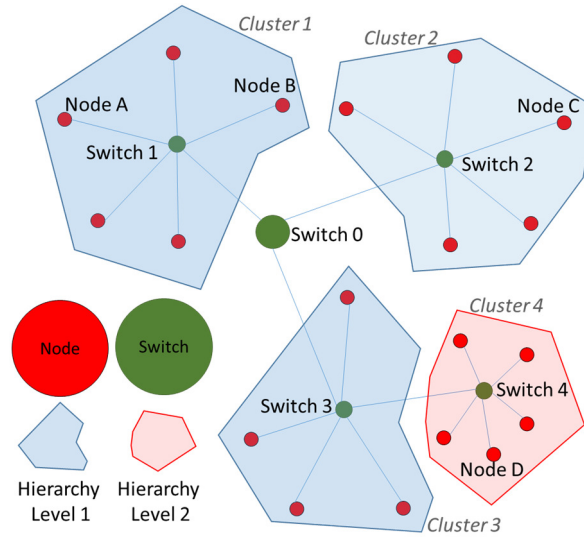 Cluster 1
Cluster 2
Node A
Node B
Node C
Switch 1
Switch 2
Switch 0
Cluster 4
Node
Switch
Switch 3
Switch 4
Node D
Hierarchy
Level 1
Hierarchy
Level 2
Cluster 3